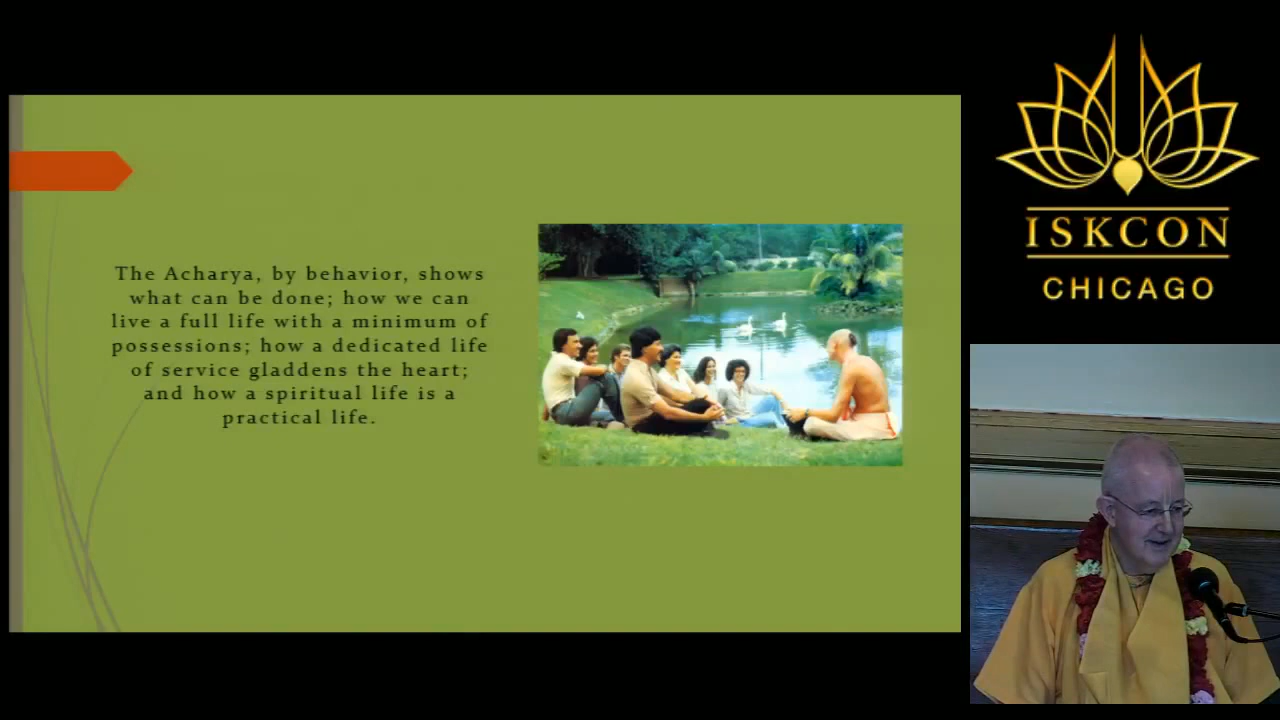 The Acharya, by behavior, shows
what can be done; how we can
live a full life with a minimum of
possessions; how a dedicated life
of service gladdens the heart;
and how a spiritual life is a
practical life.
ISKCON
CHICAGO